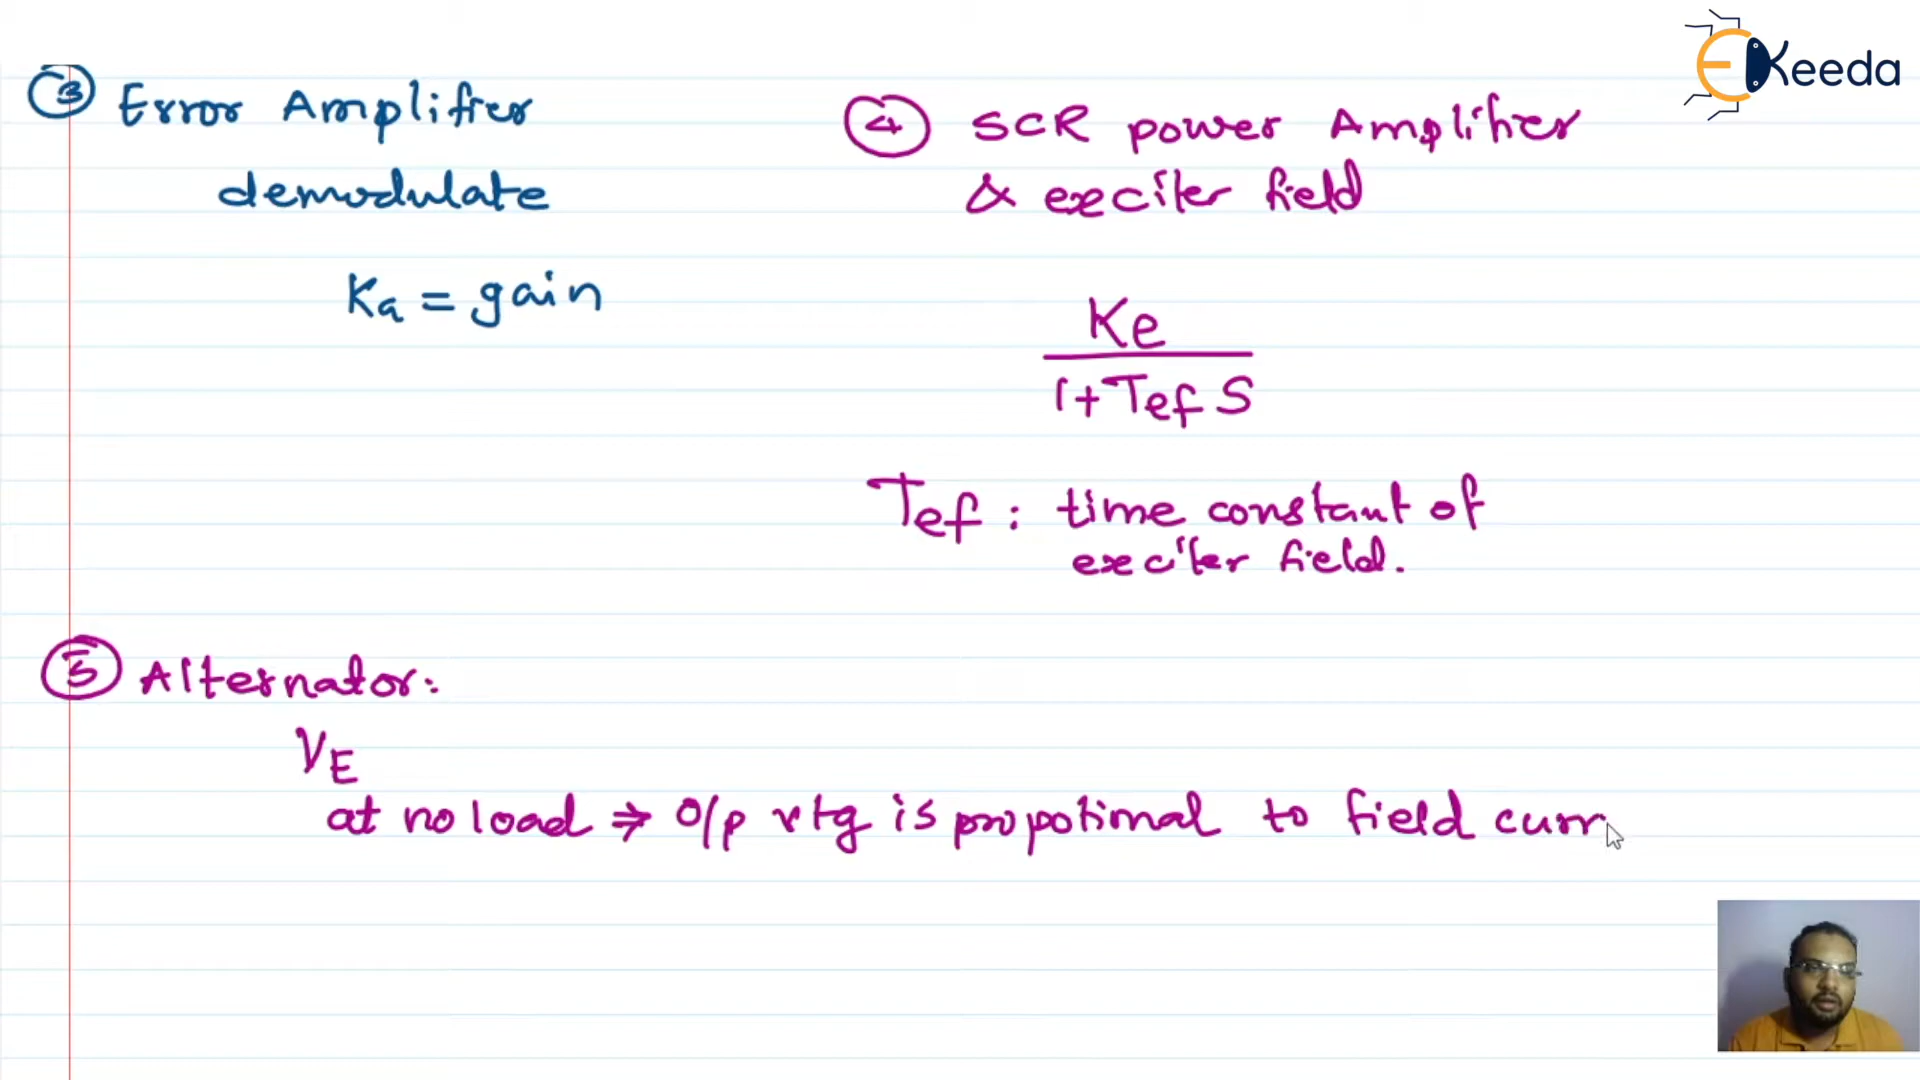 EKeeda
3 Error Amplifier
demodulate
Ka = gain
4 SCR power Amplifier
& exciter field
Ke
1+Tef S
Tef : time constant of
exciter field.
5 Alternator:
VE
at no load ⇒ O/p vtg is propotional to field curr